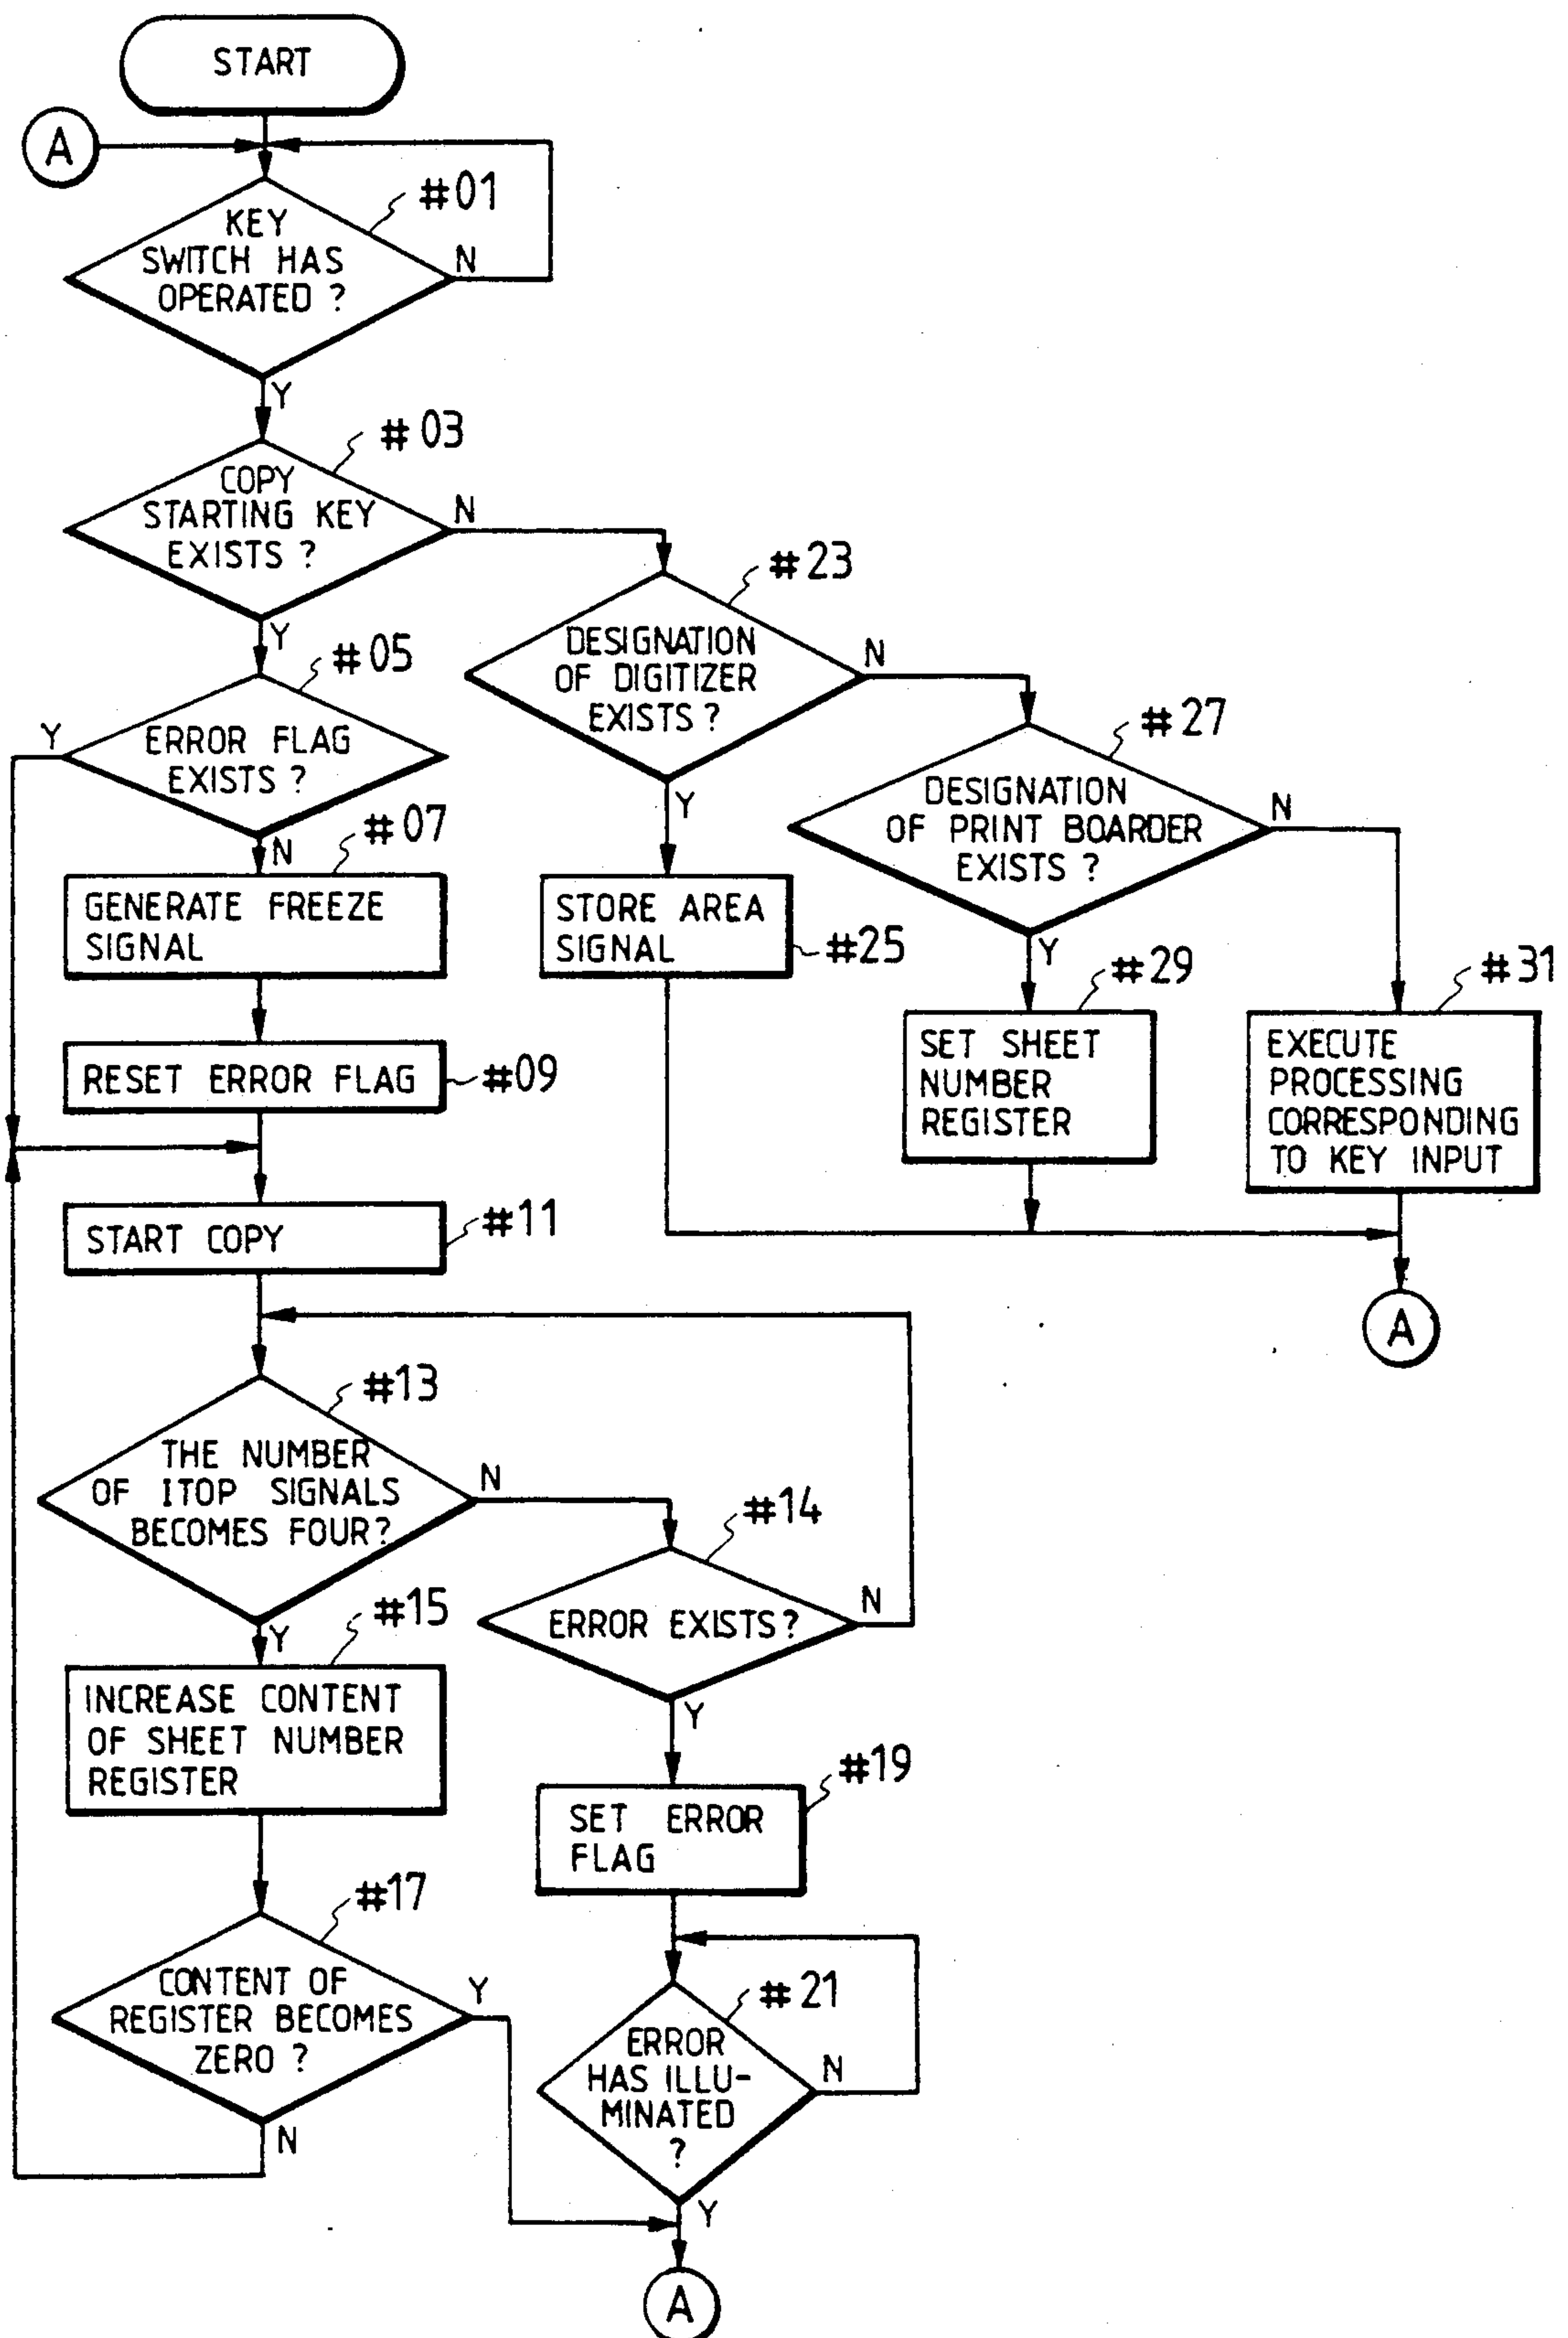 START
A
#01
KEY
SWITCH HAS
OPERATED ?
N
Y
#03
COPY
STARTING KEY
EXISTS ?
N
Y
#05
ERROR FLAG
EXISTS ?
Y
N
#07
GENERATE FREEZE
SIGNAL
RESET ERROR FLAG
#09
START COPY
#11
#23
DESIGNATION
OF DIGITIZER
EXISTS ?
N
Y
STORE AREA
SIGNAL
#25
#27
DESIGNATION
OF PRINT BOARDER
EXISTS ?
N
Y
#29
SET SHEET
NUMBER
REGISTER
#31
EXECUTE
PROCESSING
CORRESPONDING
TO KEY INPUT
A
#13
THE NUMBER
OF ITOP SIGNALS
BECOMES FOUR?
N
Y
#15
INCREASE CONTENT
OF SHEET NUMBER
REGISTER
#17
CONTENT OF
REGISTER BECOMES
ZERO ?
Y
N
#14
ERROR EXISTS?
N
Y
#19
SET ERROR
FLAG
#21
ERROR
HAS ILLU-
MINATED
?
N
Y
A